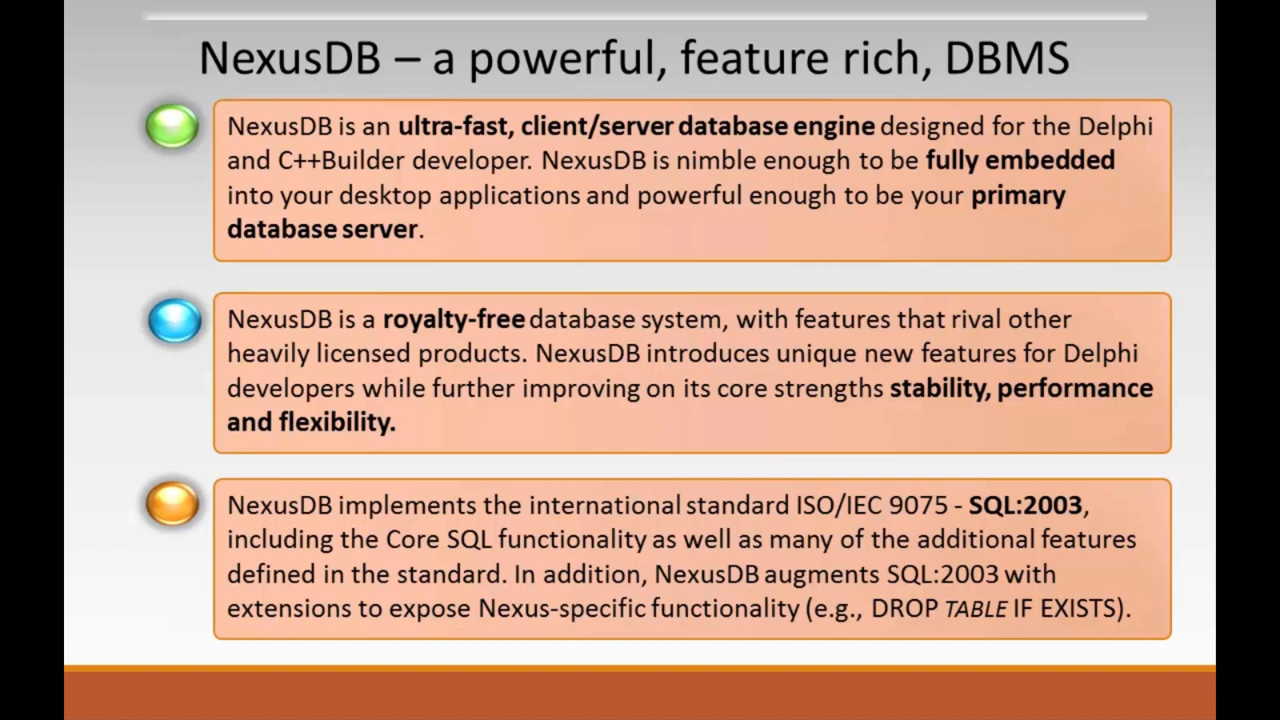 NexusDB – a powerful, feature rich, DBMS
NexusDB is an ultra-fast, client/server database engine designed for the Delphi
and C++Builder developer. NexusDB is nimble enough to be fully embedded
into your desktop applications and powerful enough to be your primary
database server.
NexusDB is a royalty-free database system, with features that rival other
heavily licensed products. NexusDB introduces unique new features for Delphi
developers while further improving on its core strengths stability, performance
and flexibility.
NexusDB implements the international standard ISO/IEC 9075 - SQL:2003,
including the Core SQL functionality as well as many of the additional features
defined in the standard. In addition, NexusDB augments SQL:2003 with
extensions to expose Nexus-specific functionality (e.g., DROP TABLE IF EXISTS).